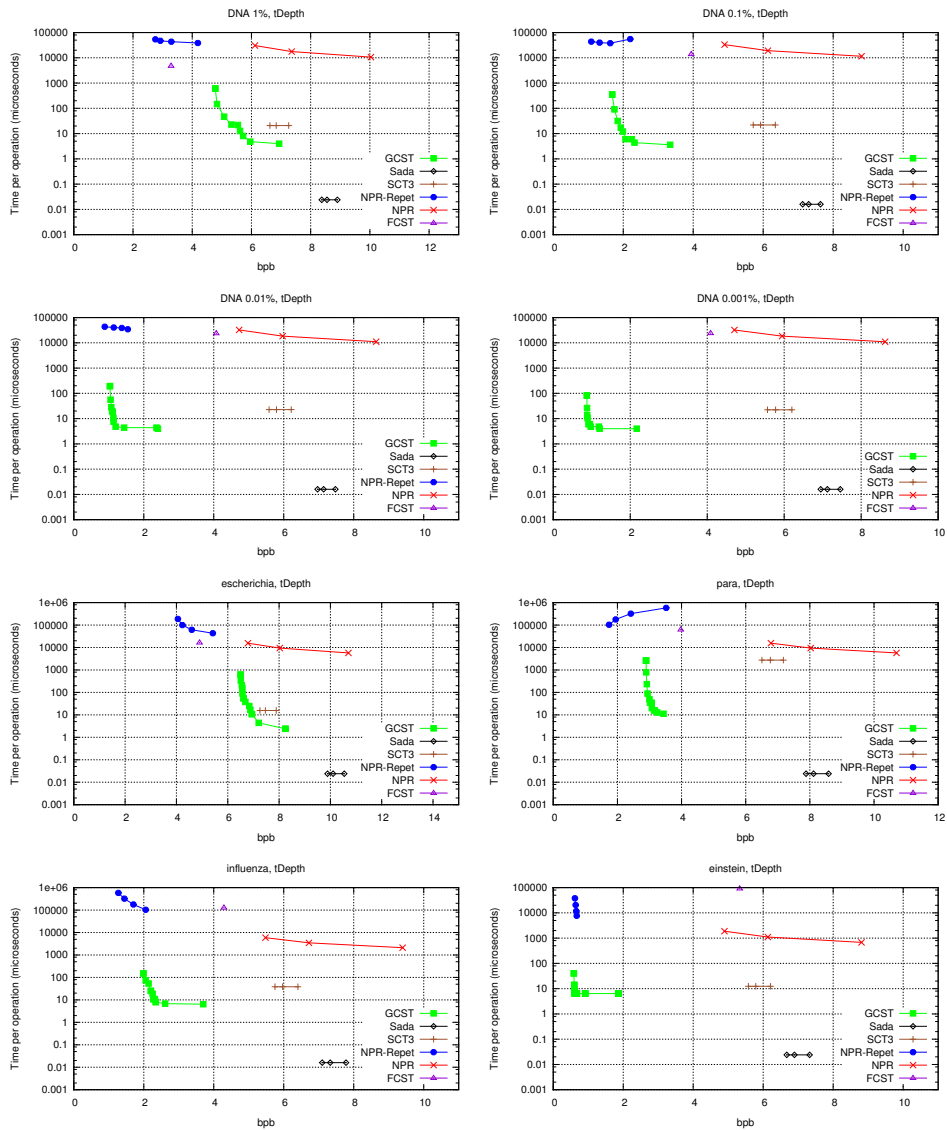 DNA 1%, tDepth
Time per operation (microseconds)
100000
10000
1000
100
10
1
0.1
0.01
0.001
0 2 4 6 8 10 12
bpb
GCST
Sada
SCT3
NPR-Repet
NPR
FCST
DNA 0.1%, tDepth
Time per operation (microseconds)
100000
10000
1000
100
10
1
0.1
0.01
0.001
0 2 4 6 8 10
bpb
GCST
Sada
SCT3
NPR-Repet
NPR
FCST
DNA 0.01%, tDepth
Time per operation (microseconds)
100000
10000
1000
100
10
1
0.1
0.01
0.001
0 2 4 6 8 10
bpb
GCST
Sada
SCT3
NPR-Repet
NPR
FCST
DNA 0.001%, tDepth
Time per operation (microseconds)
100000
10000
1000
100
10
1
0.1
0.01
0.001
0 2 4 6 8 10
bpb
GCST
Sada
SCT3
NPR-Repet
NPR
FCST
escherichia, tDepth
Time per operation (microseconds)
1e+06
100000
10000
1000
100
10
1
0.1
0.01
0.001
0 2 4 6 8 10 12 14
bpb
GCST
Sada
SCT3
NPR-Repet
NPR
FCST
para, tDepth
Time per operation (microseconds)
1e+06
100000
10000
1000
100
10
1
0.1
0.01
0.001
0 2 4 6 8 10 12
bpb
GCST
Sada
SCT3
NPR-Repet
NPR
FCST
influenza, tDepth
Time per operation (microseconds)
1e+06
100000
10000
1000
100
10
1
0.1
0.01
0.001
0 2 4 6 8 10
bpb
GCST
Sada
SCT3
NPR-Repet
NPR
FCST
einstein, tDepth
Time per operation (microseconds)
100000
10000
1000
100
10
1
0.1
0.01
0.001
0 2 4 6 8 10
bpb
GCST
Sada
SCT3
NPR-Repet
NPR
FCST